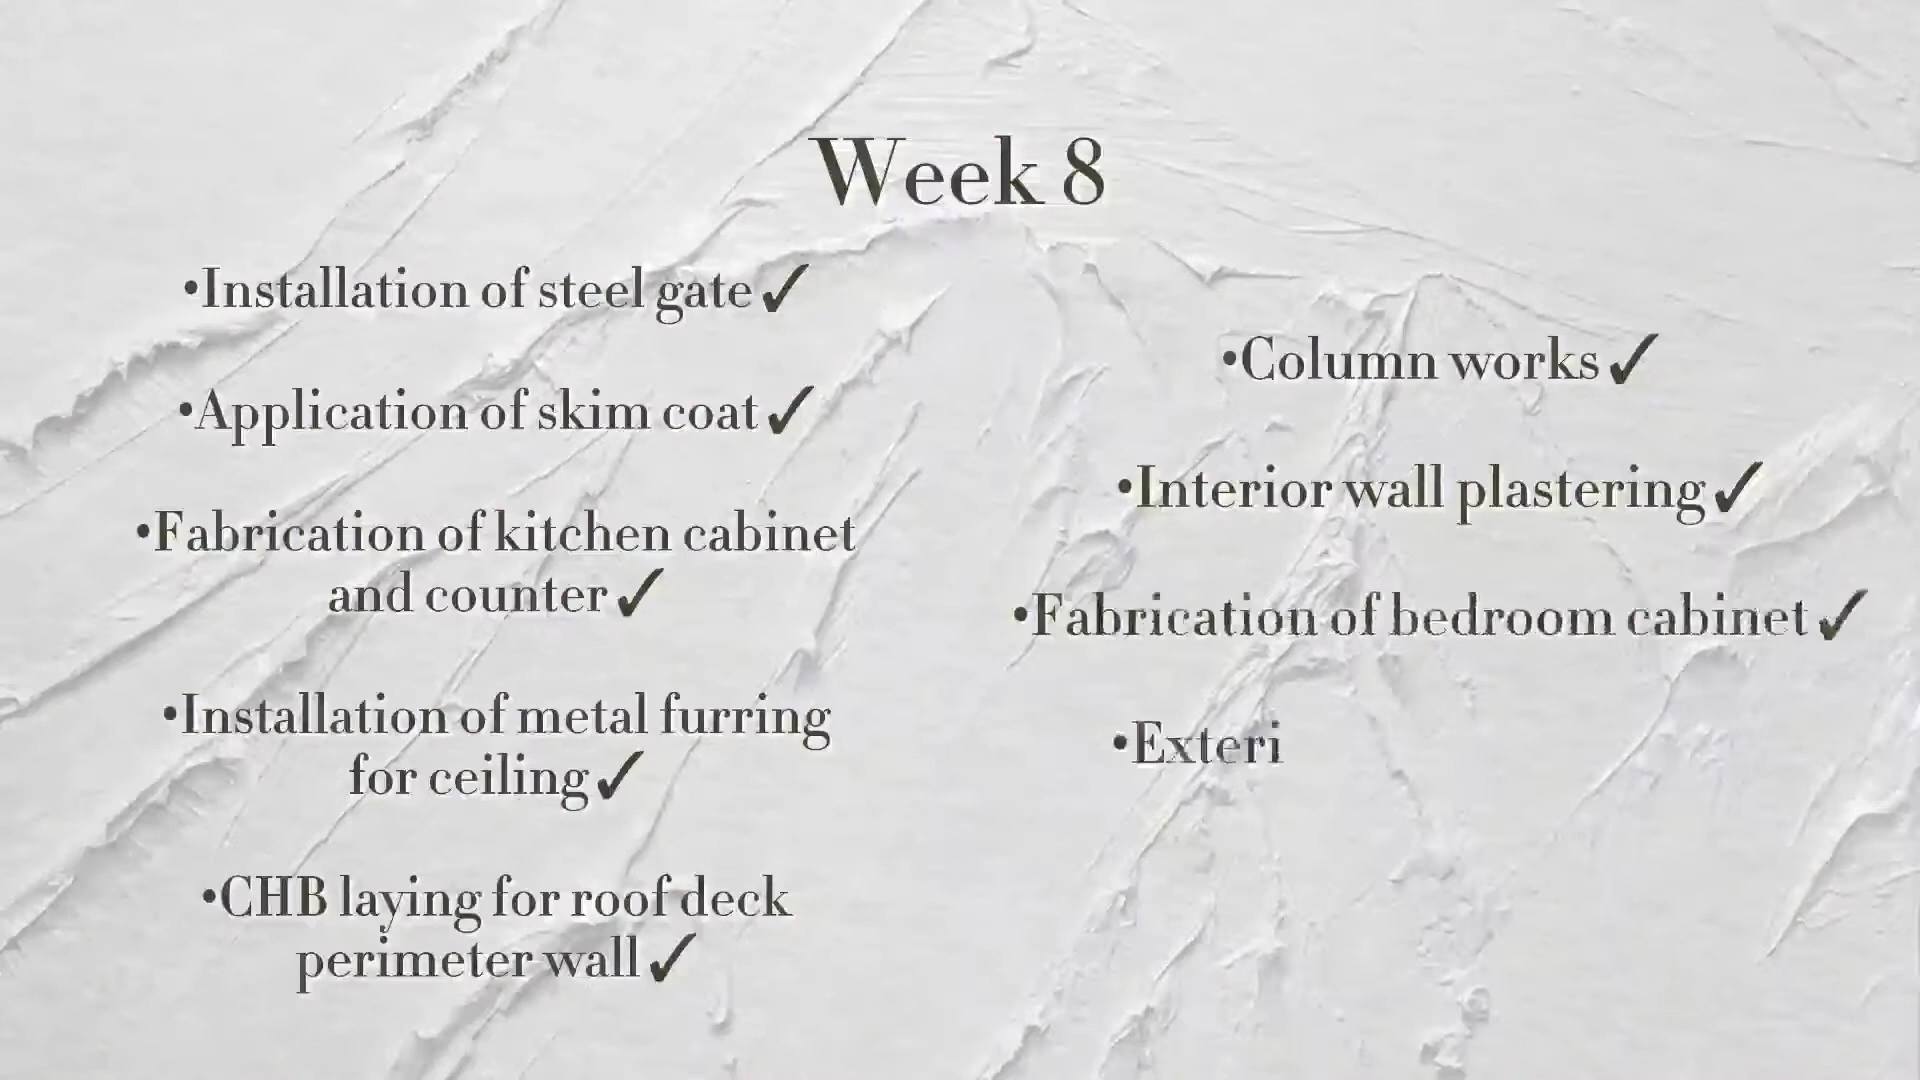 Week 8
•Installation of steel gate✓
•Application of skim coat✓
•Fabrication of kitchen cabinet
and counter✓
•Installation of metal furring
for ceiling✓
•CHB laying for roof deck
perimeter wall✓
•Column works✓
•Interior wall plastering✓
•Fabrication of bedroom cabinet✓
•Exteri